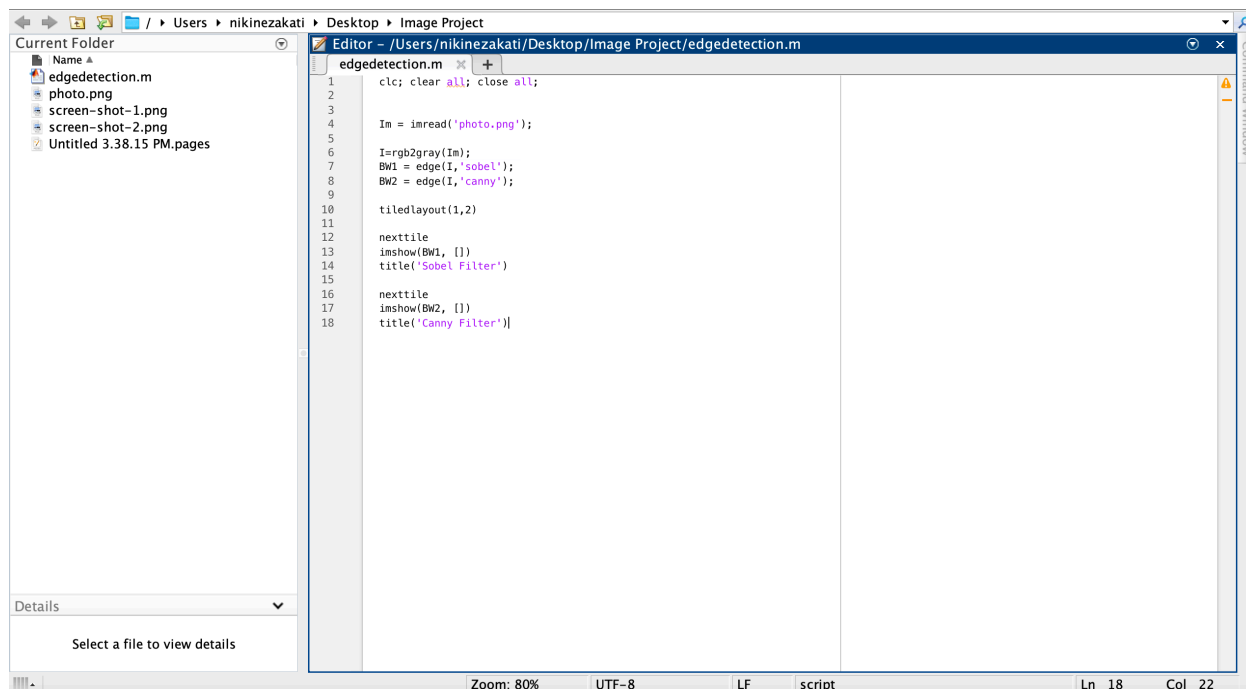 / ▸ Users ▸ nikinezakati ▸ Desktop ▸ Image Project
Current Folder
Name ▲
edgedetection.m
photo.png
screen-shot-1.png
screen-shot-2.png
Untitled 3.38.15 PM.pages
Details
Select a file to view details
Editor – /Users/nikinezakati/Desktop/Image Project/edgedetection.m
edgedetection.m
1 clc; clear all; close all;
2
3
4 Im = imread('photo.png');
5
6 I=rgb2gray(Im);
7 BW1 = edge(I,'sobel');
8 BW2 = edge(I,'canny');
9
10 tiledlayout(1,2)
11
12 nexttile
13 imshow(BW1, [])
14 title('Sobel Filter')
15
16 nexttile
17 imshow(BW2, [])
18 title('Canny Filter')
Command Window
Zoom: 80% UTF-8 LF script Ln 18 Col 22